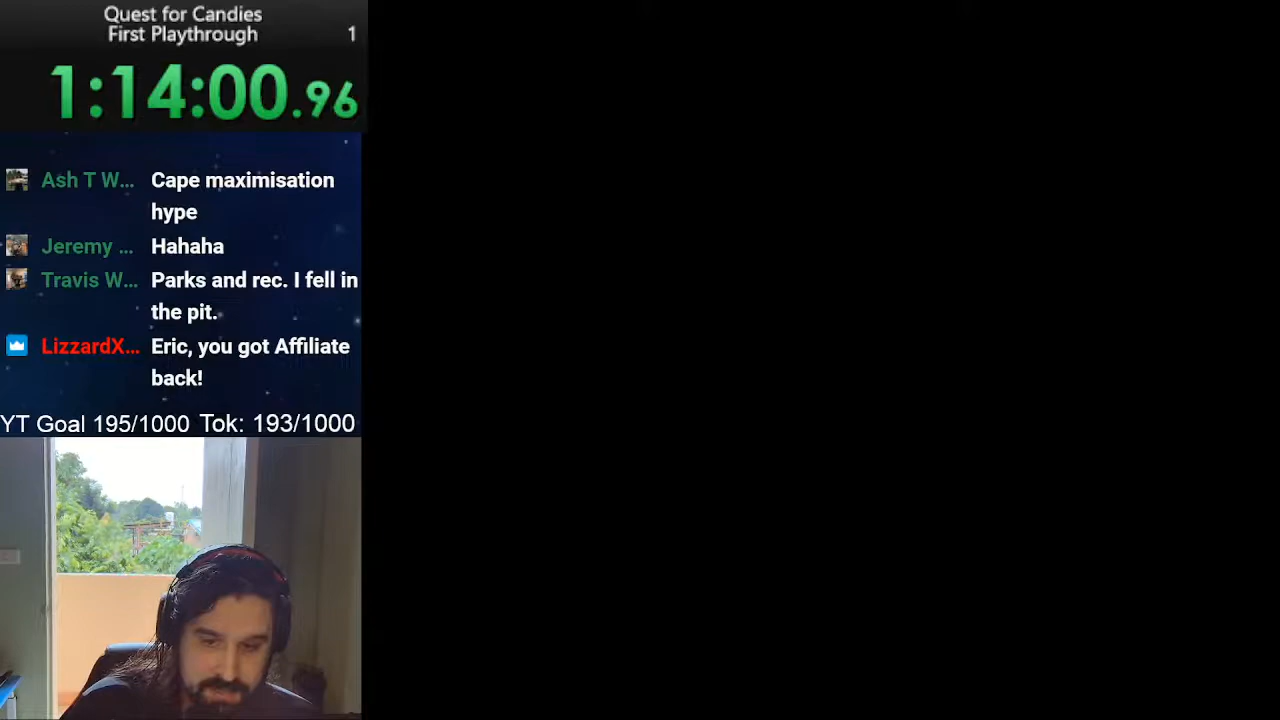 Quest for Candies
First Playthrough 1
1:14:00.96
Ash T W... Cape maximisation
hype
Jeremy ... Hahaha
Travis W... Parks and rec. I fell in
the pit.
LizzardX... Eric, you got Affiliate
back!
YT Goal 195/1000 Tok: 193/1000